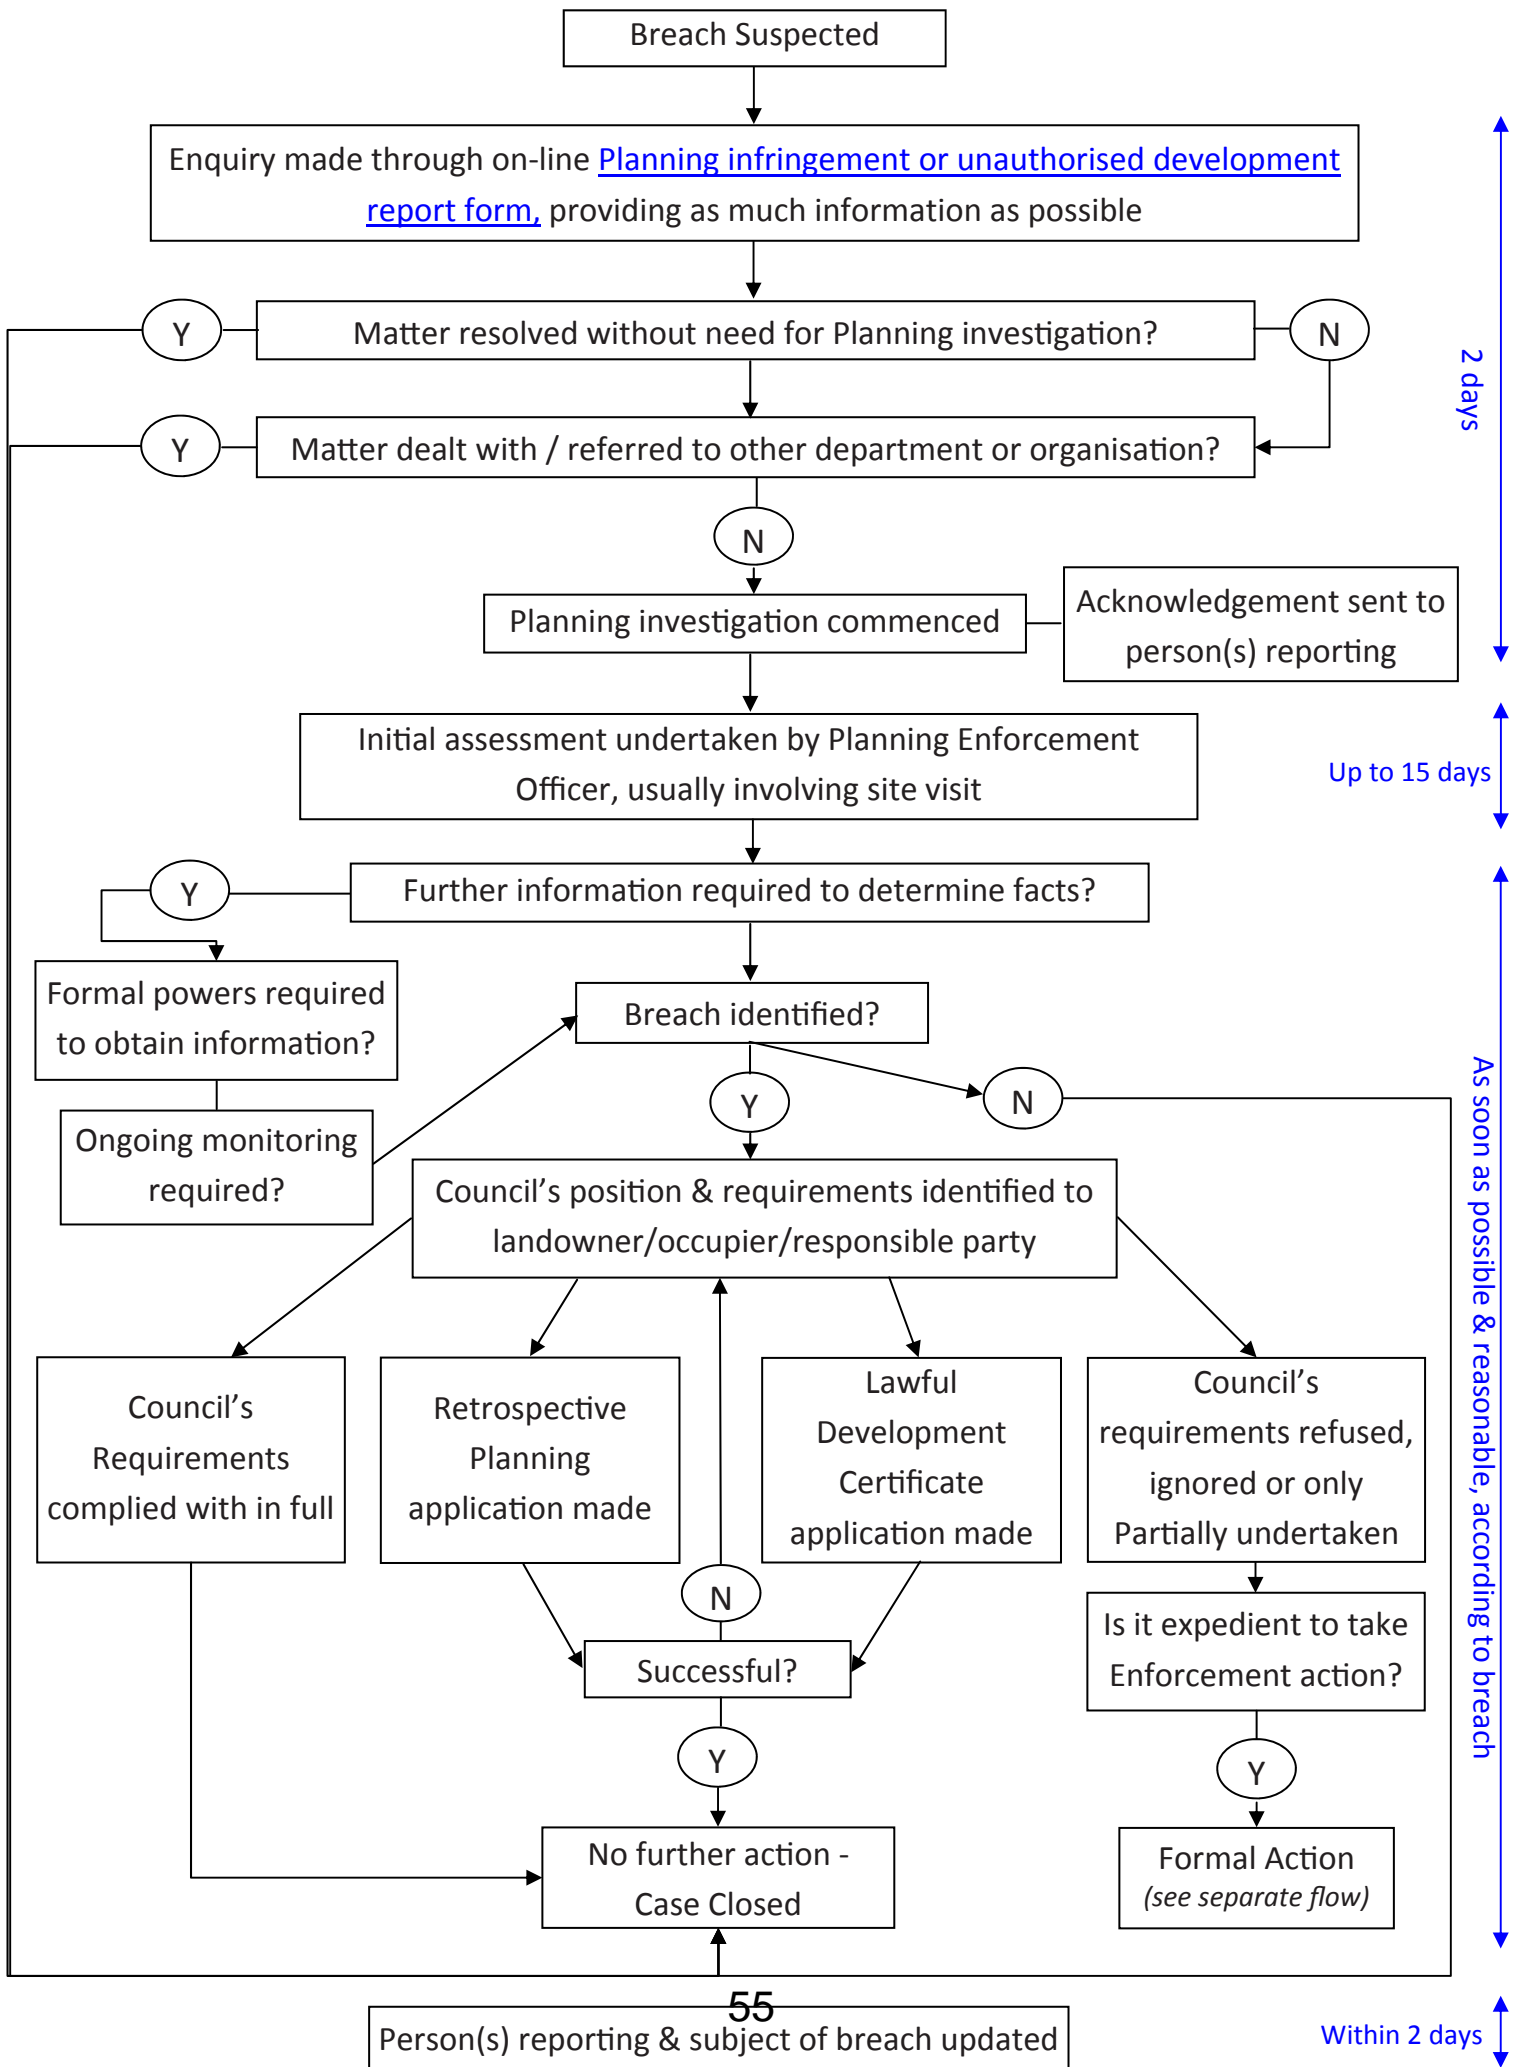 Breach Suspected
Enquiry made through on-line Planning infringement or unauthorised development
report form, providing as much information as possible
Y
Matter resolved without need for Planning investigation?
N
2 days
Y
Matter dealt with / referred to other department or organisation?
N
Planning investigation commenced
Acknowledgement sent to
person(s) reporting
Initial assessment undertaken by Planning Enforcement
Officer, usually involving site visit
Up to 15 days
Y
Further information required to determine facts?
Formal powers required
to obtain information?
Breach identified?
Y
N
Ongoing monitoring
required?
Council's position & requirements identified to
landowner/occupier/responsible party
As soon as possible & reasonable, according to breach
Council's
Requirements
complied with in full
Retrospective
Planning
application made
Lawful
Development
Certificate
application made
Council's
requirements refused,
ignored or only
Partially undertaken
N
Successful?
Is it expedient to take
Enforcement action?
Y
Y
No further action -
Case Closed
Formal Action
(see separate flow)
55
Person(s) reporting & subject of breach updated
Within 2 days